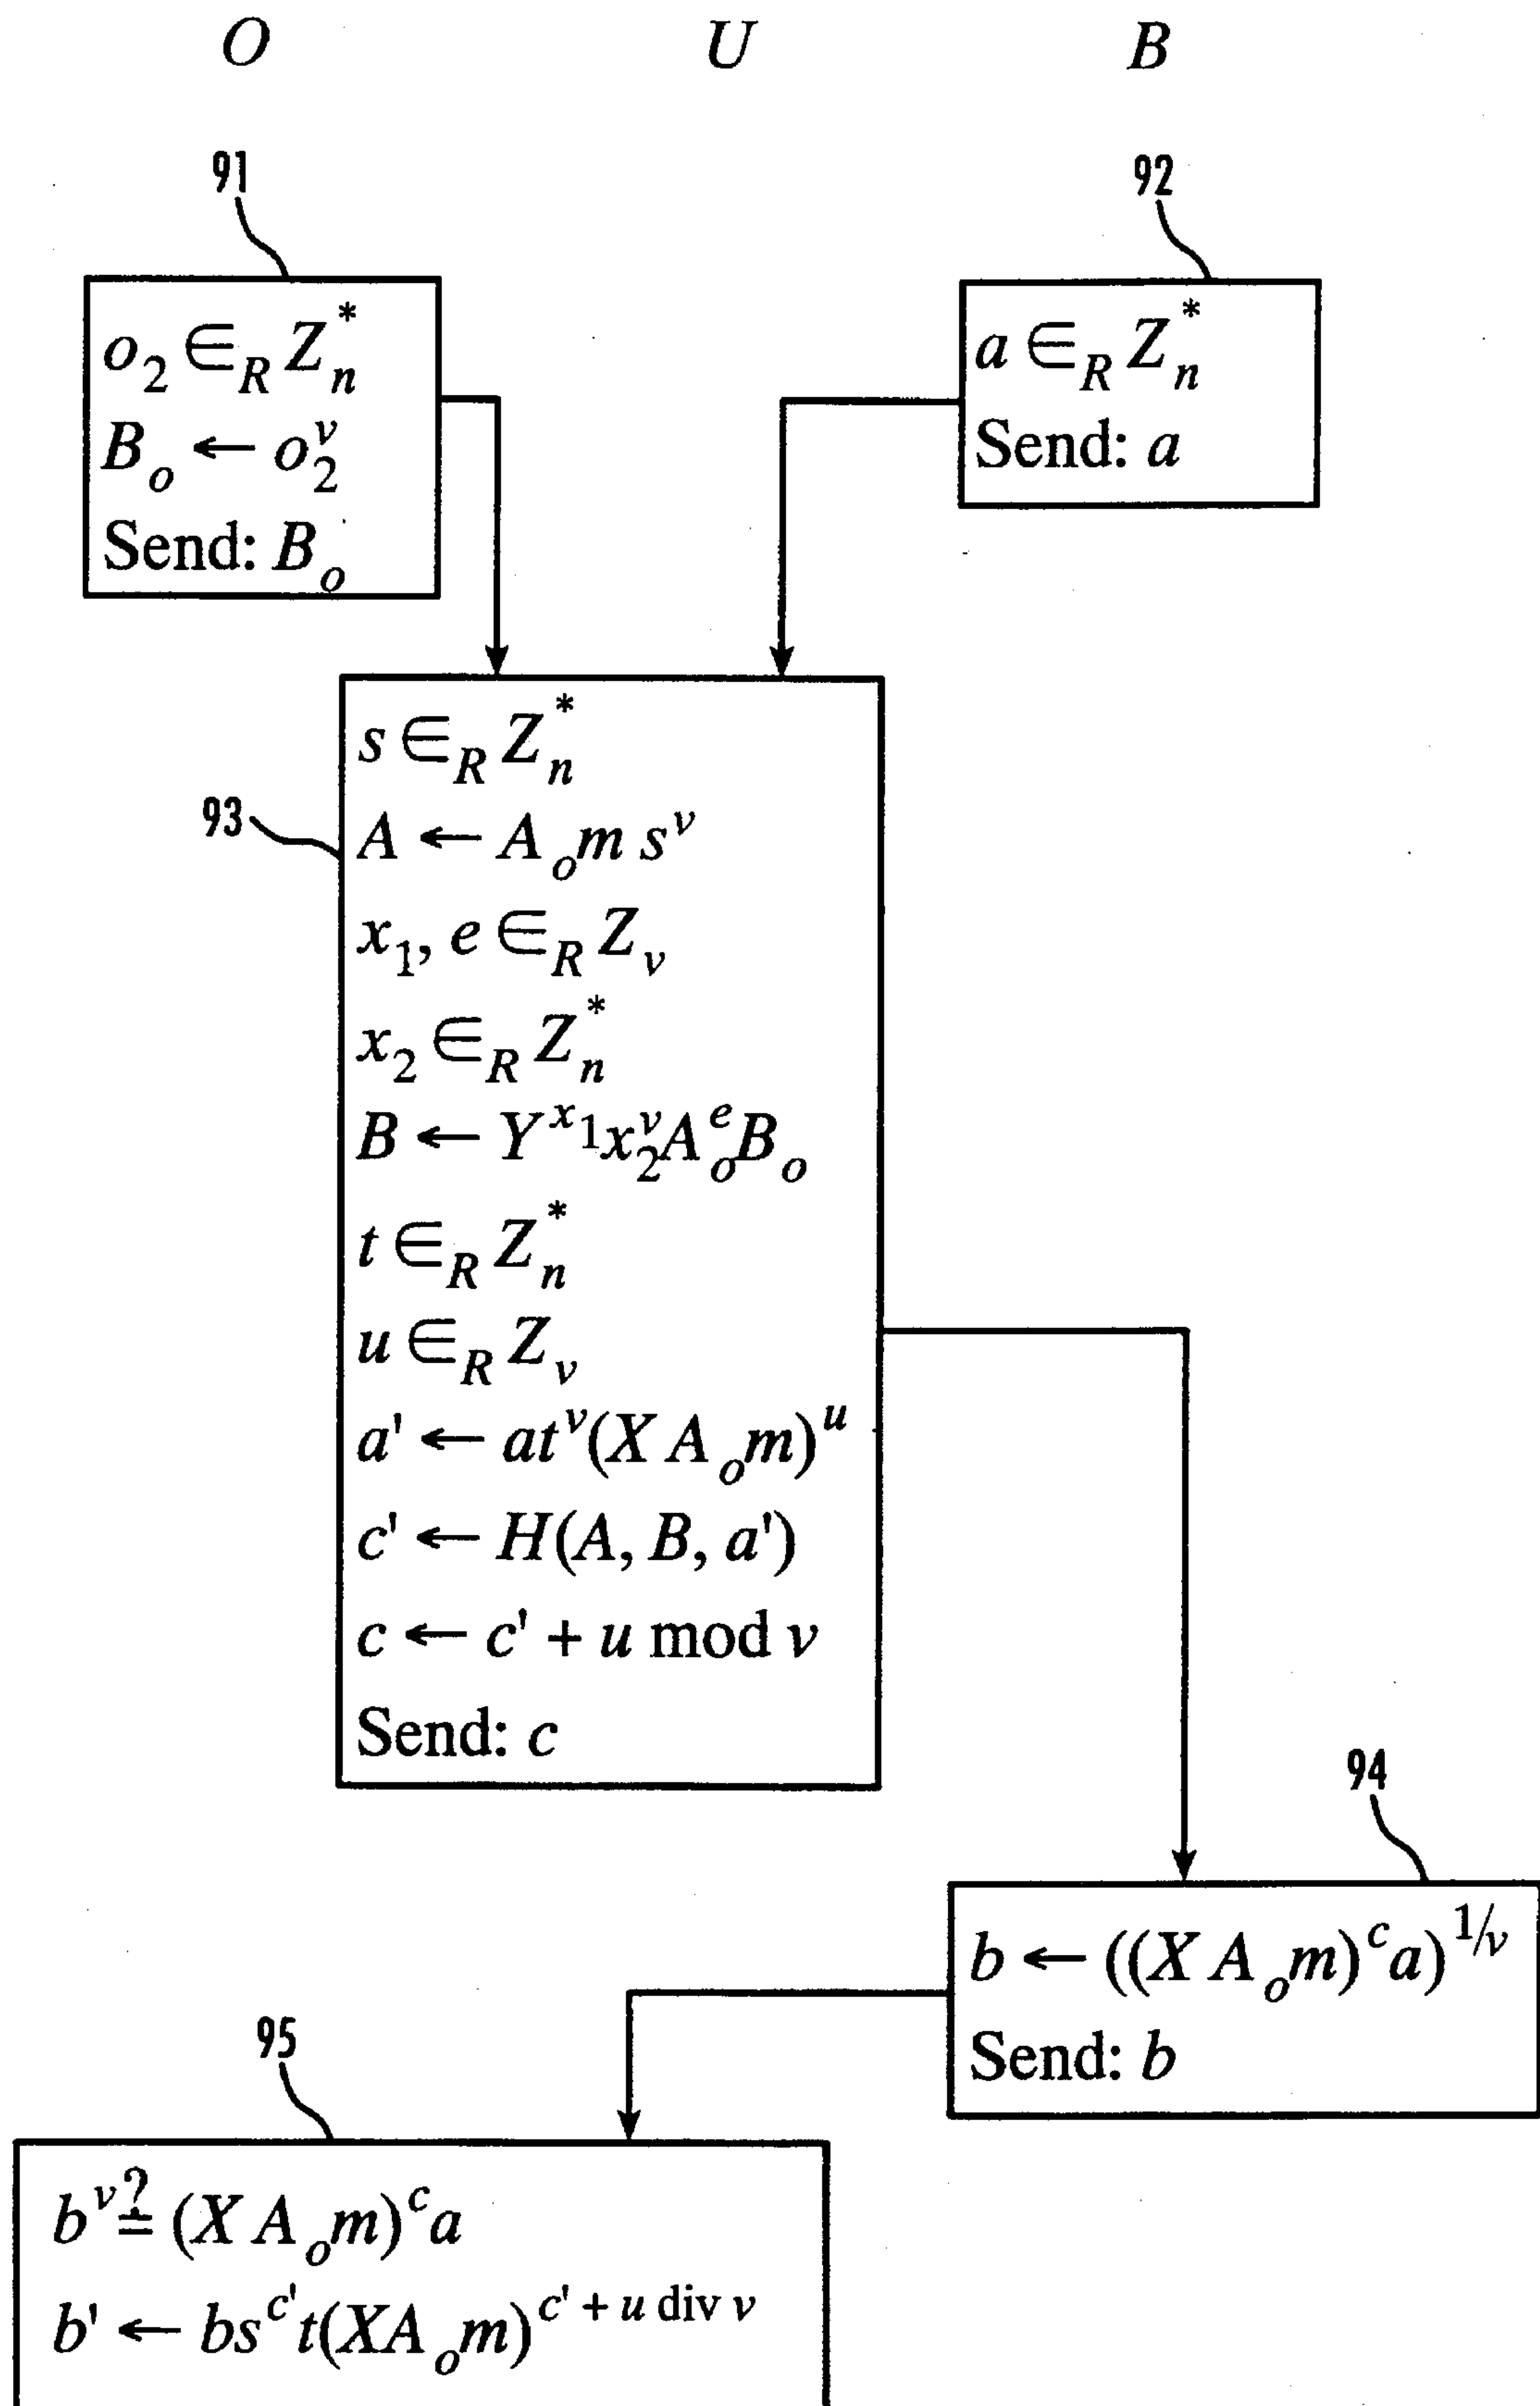 O U B
91
92
o₂ ∈_R Z_n^*
B_o ← o₂^v
Send: B_o
a ∈_R Z_n^*
Send: a
93
s ∈_R Z_n^*
A ← A_o m s^v
x₁, e ∈_R Z_v
x₂ ∈_R Z_n^*
B ← Y^{x₁} x₂^v A_o^e B_o
t ∈_R Z_n^*
u ∈_R Z_v
a' ← at^v(X A_o m)^u
c' ← H(A, B, a')
c ← c' + u mod v
Send: c
94
b ← ((X A_o m)^c a)^{1/v}
Send: b
95
b^v ≟ (X A_o m)^c a
b' ← bs^{c'} t(XA_o m)^{c' + u div v}